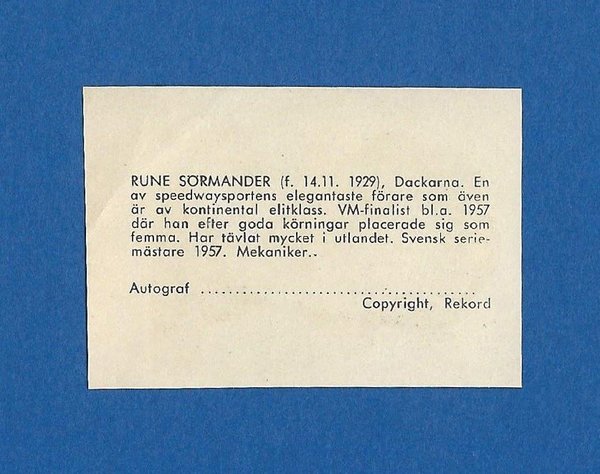 RUNE SÖRMANDER (f. 14.11. 1929), Dackarna. En
av speedwaysportens elegantaste förare som även
är av kontinental elitklass. VM-finalist bl.a. 1957
där han efter goda körningar placerade sig som
femma. Har tävlat mycket i utlandet. Svensk serie-
mästare 1957. Mekaniker..
Autograf ........................................
Copyright, Rekord